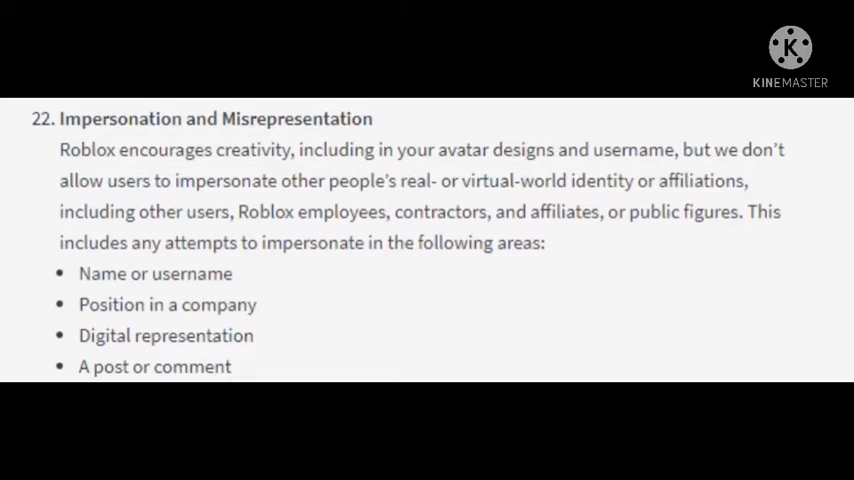 K
KINEMASTER
22. Impersonation and Misrepresentation
Roblox encourages creativity, including in your avatar designs and username, but we don't
allow users to impersonate other people's real- or virtual-world identity or affiliations,
including other users, Roblox employees, contractors, and affiliates, or public figures. This
includes any attempts to impersonate in the following areas:
• Name or username
• Position in a company
• Digital representation
• A post or comment